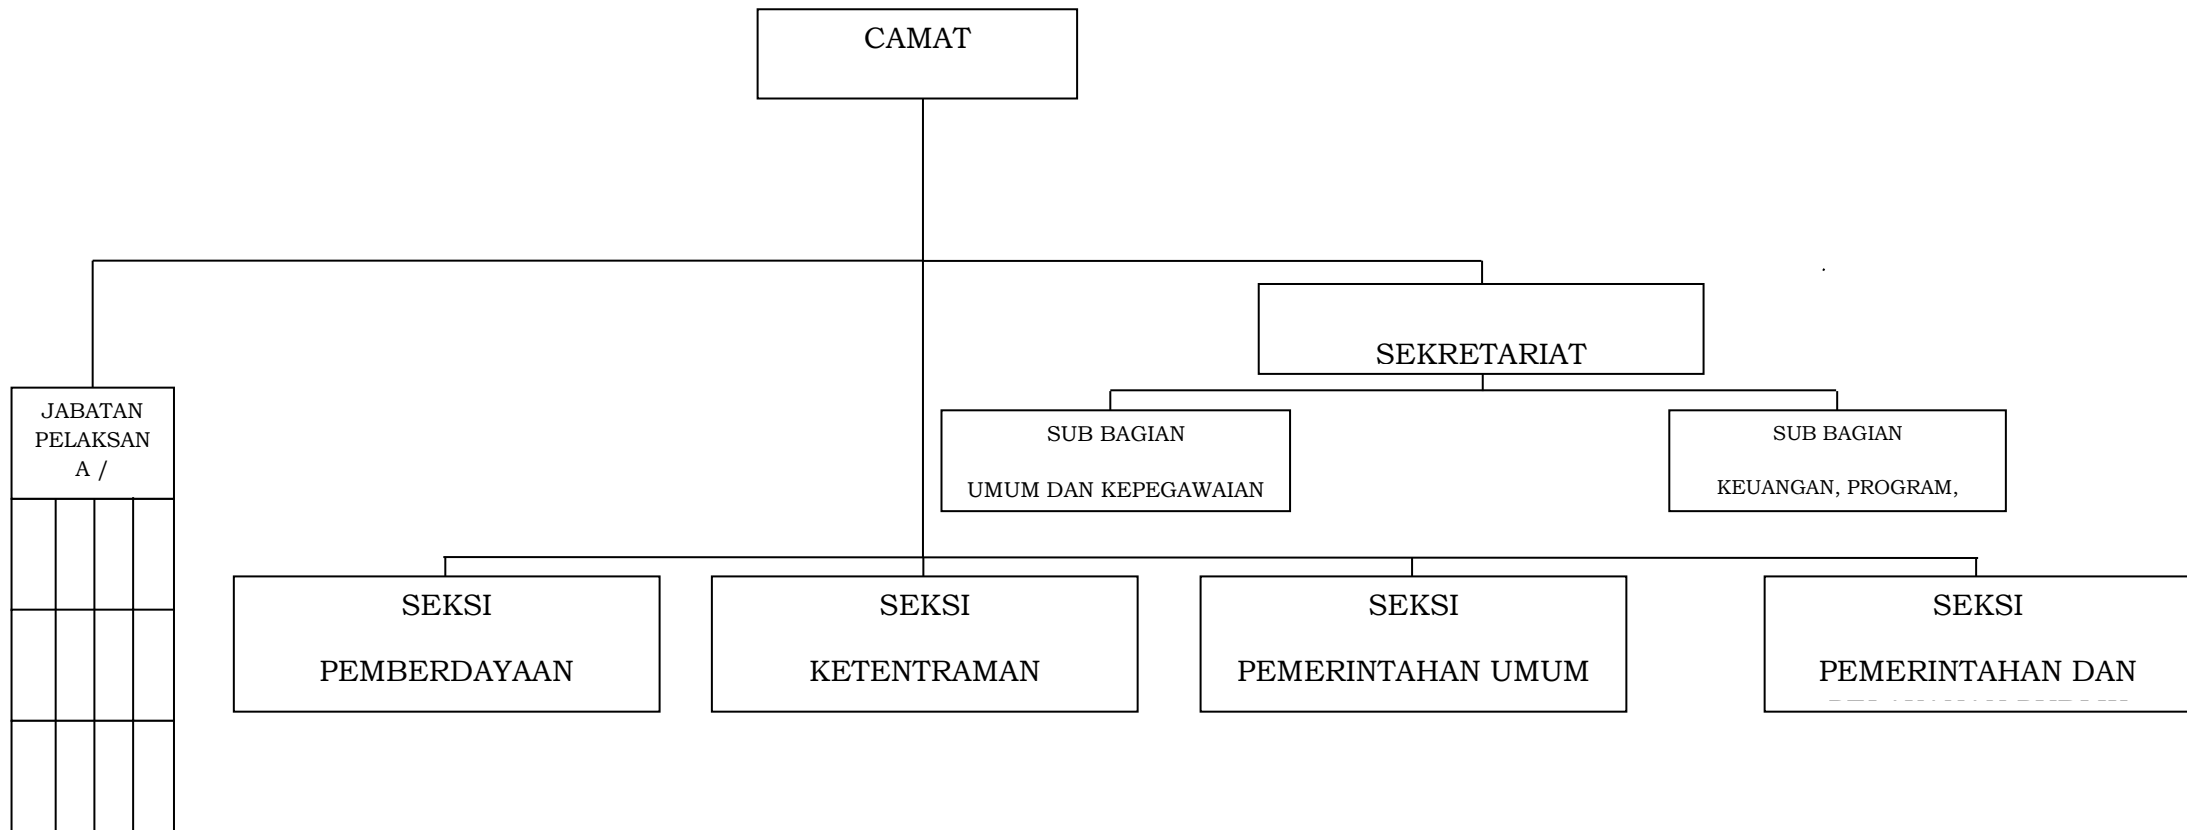 CAMAT
SEKRETARIAT
JABATAN
PELAKSAN
A /
SUB BAGIAN
UMUM DAN KEPEGAWAIAN
SUB BAGIAN
KEUANGAN, PROGRAM,
SEKSI
PEMBERDAYAAN
SEKSI
KETENTRAMAN
SEKSI
PEMERINTAHAN UMUM
SEKSI
PEMERINTAHAN DAN